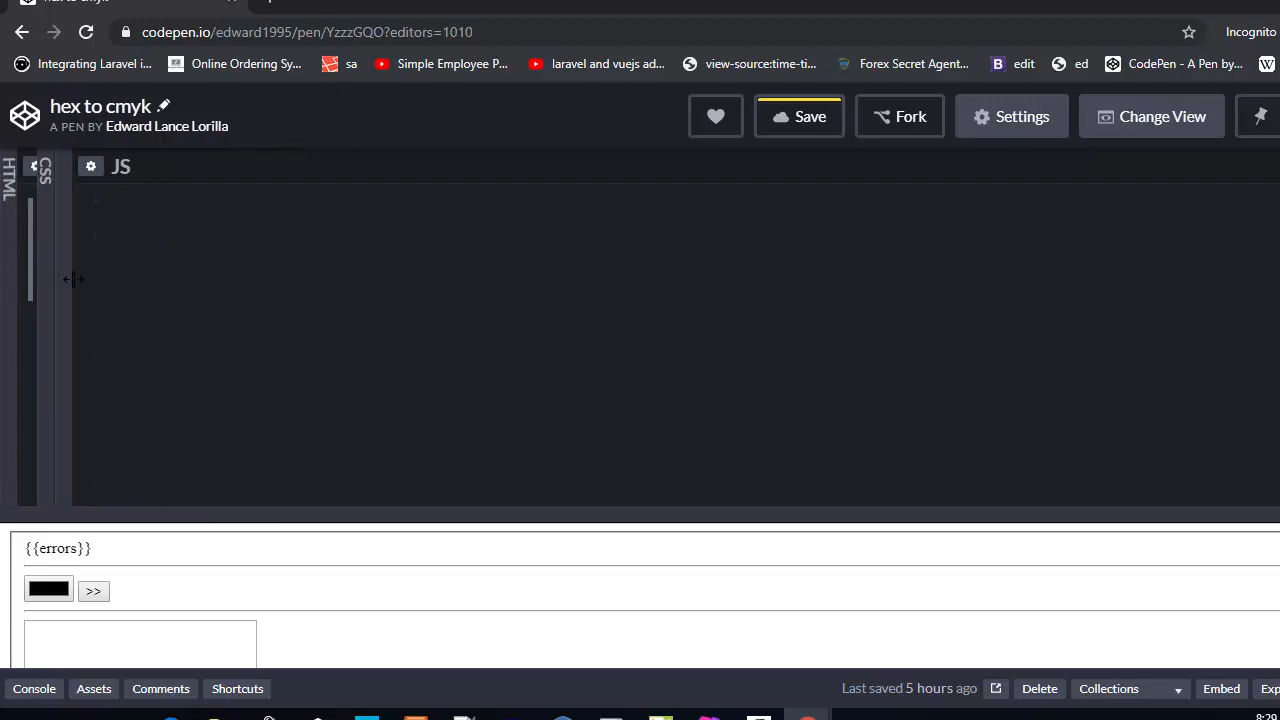 codepen.io/edward1995/pen/YzzzGQO?editors=1010
Incognito
Integrating Laravel i...
Online Ordering Sy...
sa
Simple Employee P...
laravel and vuejs ad...
view-source:time-ti...
Forex Secret Agent...
edit
ed
CodePen - A Pen by...
hex to cmyk
A PEN BY Edward Lance Lorilla
Save
Fork
Settings
Change View
HTML
CSS
JS
{{errors}}
>>
Console
Assets
Comments
Shortcuts
Last saved 5 hours ago
Delete
Collections
Embed
Exp
8:29